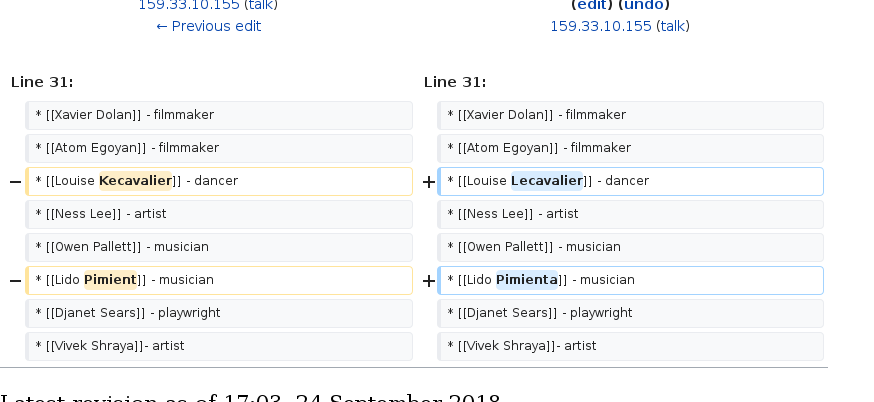 159.33.10.155 (talk)
← Previous edit
(edit) (undo)
159.33.10.155 (talk)
Line 31:
* [[Xavier Dolan]] - filmmaker
* [[Atom Egoyan]] - filmmaker
− * [[Louise Kecavalier]] - dancer
* [[Ness Lee]] - artist
* [[Owen Pallett]] - musician
− * [[Lido Pimient]] - musician
* [[Djanet Sears]] - playwright
* [[Vivek Shraya]]- artist
Line 31:
* [[Xavier Dolan]] - filmmaker
* [[Atom Egoyan]] - filmmaker
+ * [[Louise Lecavalier]] - dancer
* [[Ness Lee]] - artist
* [[Owen Pallett]] - musician
+ * [[Lido Pimienta]] - musician
* [[Djanet Sears]] - playwright
* [[Vivek Shraya]]- artist
Latest revision as of 17:03, 24 September 2018